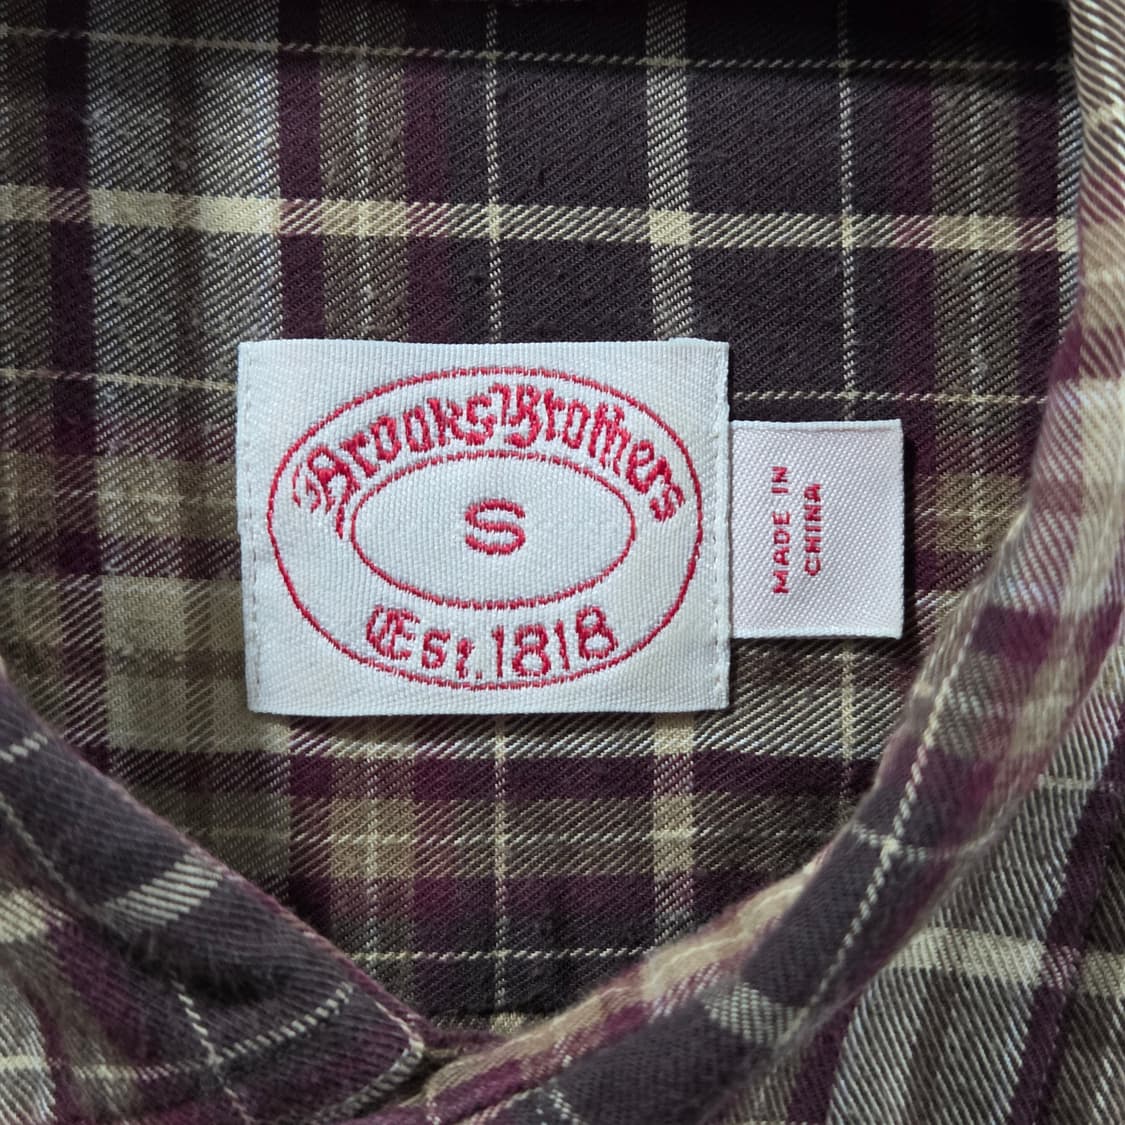 Brooks Brothers
S
Est. 1818
MADE IN
CHINA